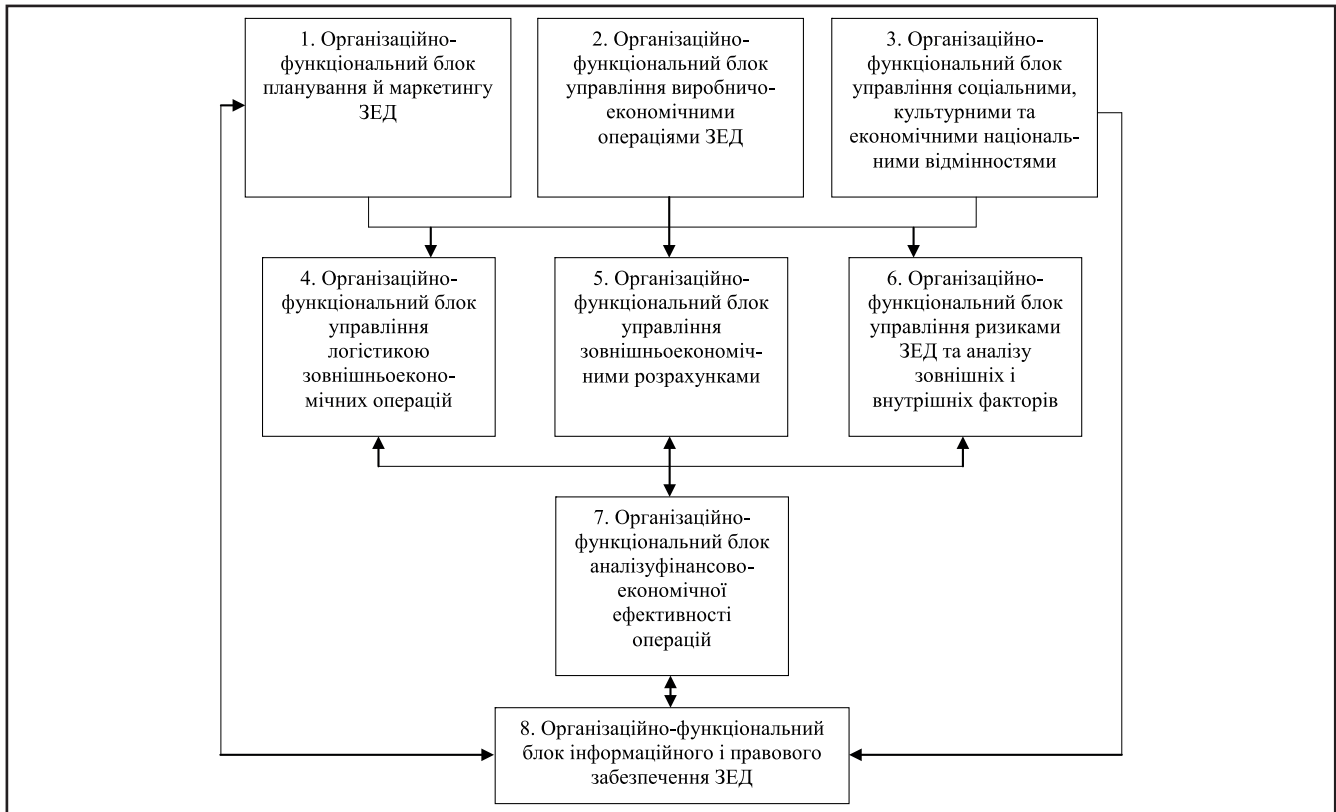 1. Організаційно-
функціональний блок
планування й маркетингу
ЗЕД
2. Організаційно-
функціональний блок
управління виробничо-
економічними
операціями ЗЕД
3. Організаційно-
функціональний блок
управління соціальними,
культурними та
економічними національ-
ними відмінностями
4. Організаційно-
функціональний блок
управління
логістикою
зовнішньоеконо-
мічних операцій
5. Організаційно-
функціональний блок
управління
зовнішньоекономіч-
ними розрахунками
6. Організаційно-
функціональний блок
управління ризиками
ЗЕД та аналізу
зовнішніх і
внутрішніх факторів
7. Організаційно-
функціональний блок
аналізуфінансово-
економічної
ефективності
операцій
8. Організаційно-функціональний
блок інформаційного і правового
забезпечення ЗЕД